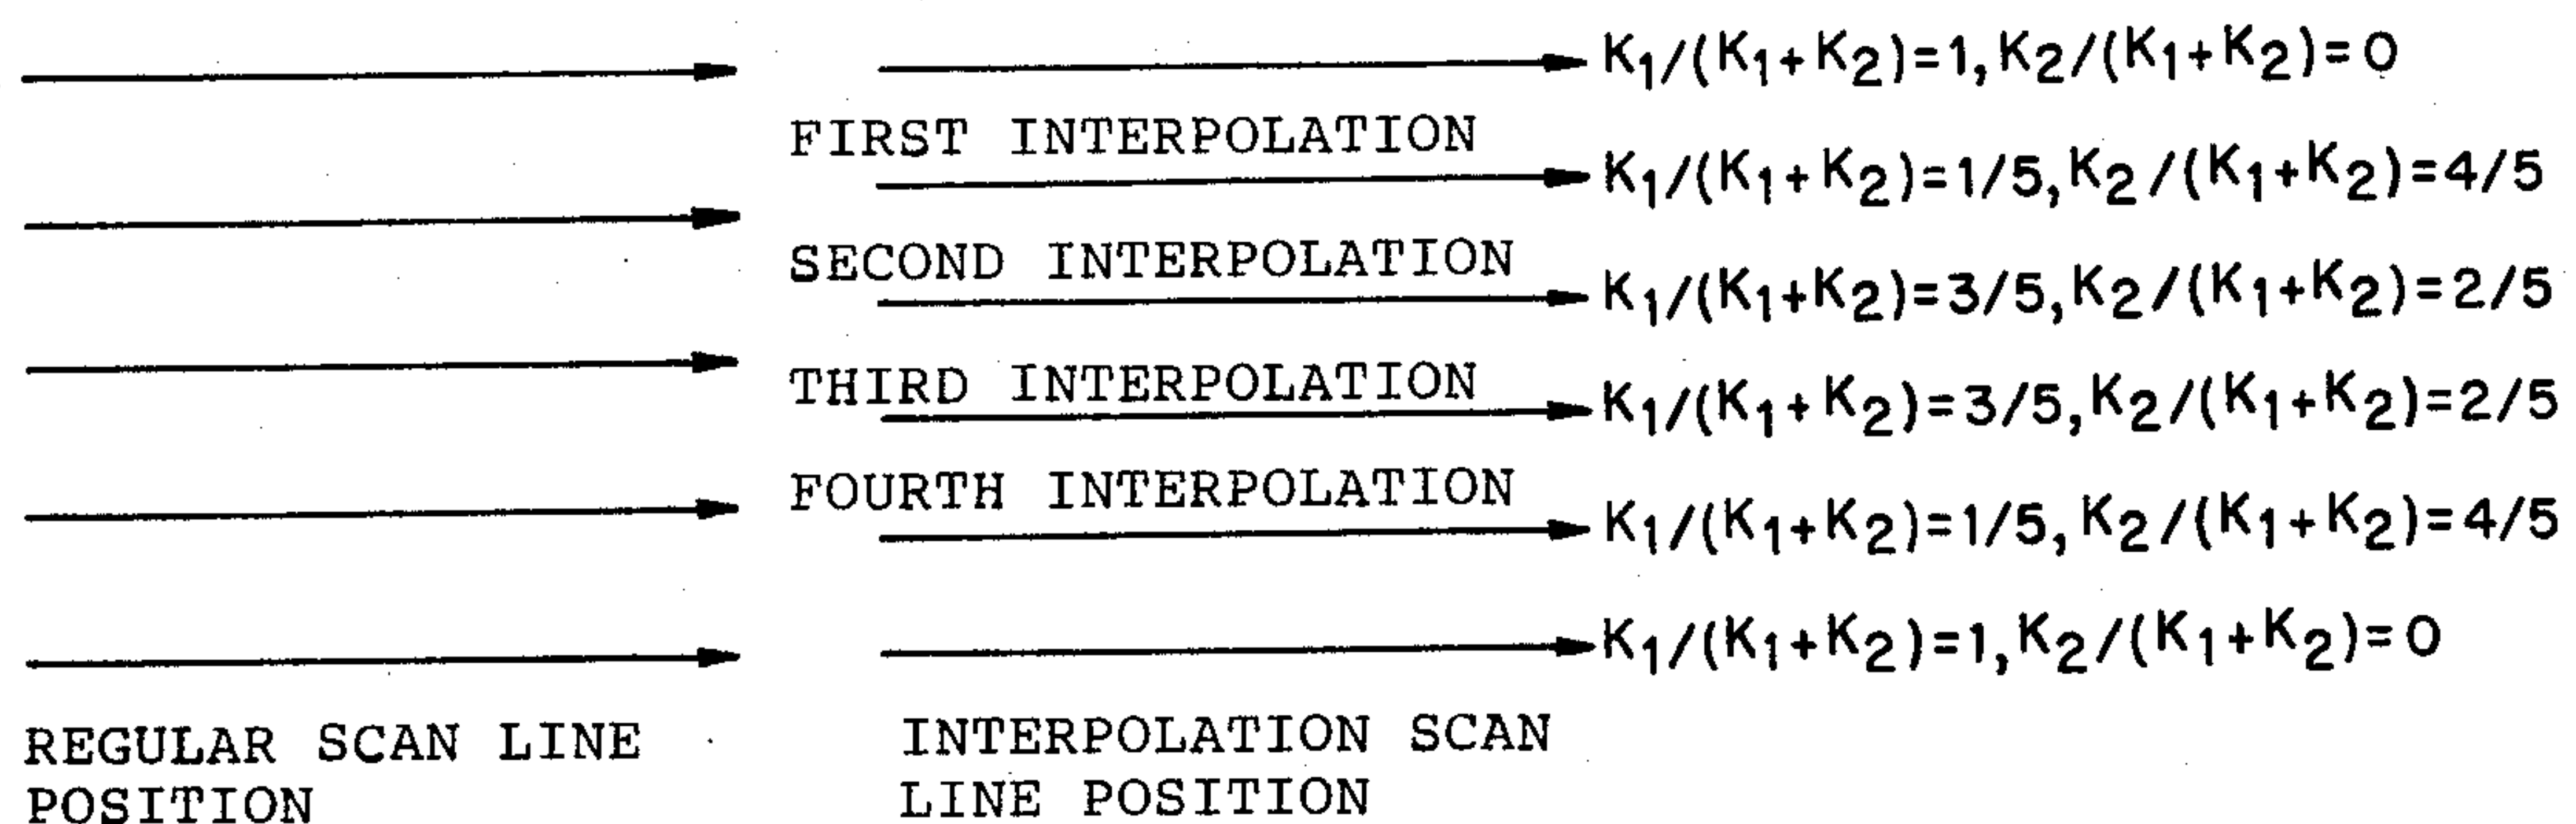 K₁/(K₁+K₂)=1, K₂/(K₁+K₂)=0
FIRST INTERPOLATION
K₁/(K₁+K₂)=1/5, K₂/(K₁+K₂)=4/5
SECOND INTERPOLATION
K₁/(K₁+K₂)=3/5, K₂/(K₁+K₂)=2/5
THIRD INTERPOLATION
K₁/(K₁+K₂)=3/5, K₂/(K₁+K₂)=2/5
FOURTH INTERPOLATION
K₁/(K₁+K₂)=1/5, K₂/(K₁+K₂)=4/5
K₁/(K₁+K₂)=1, K₂/(K₁+K₂)=0
REGULAR SCAN LINE
POSITION
INTERPOLATION SCAN
LINE POSITION